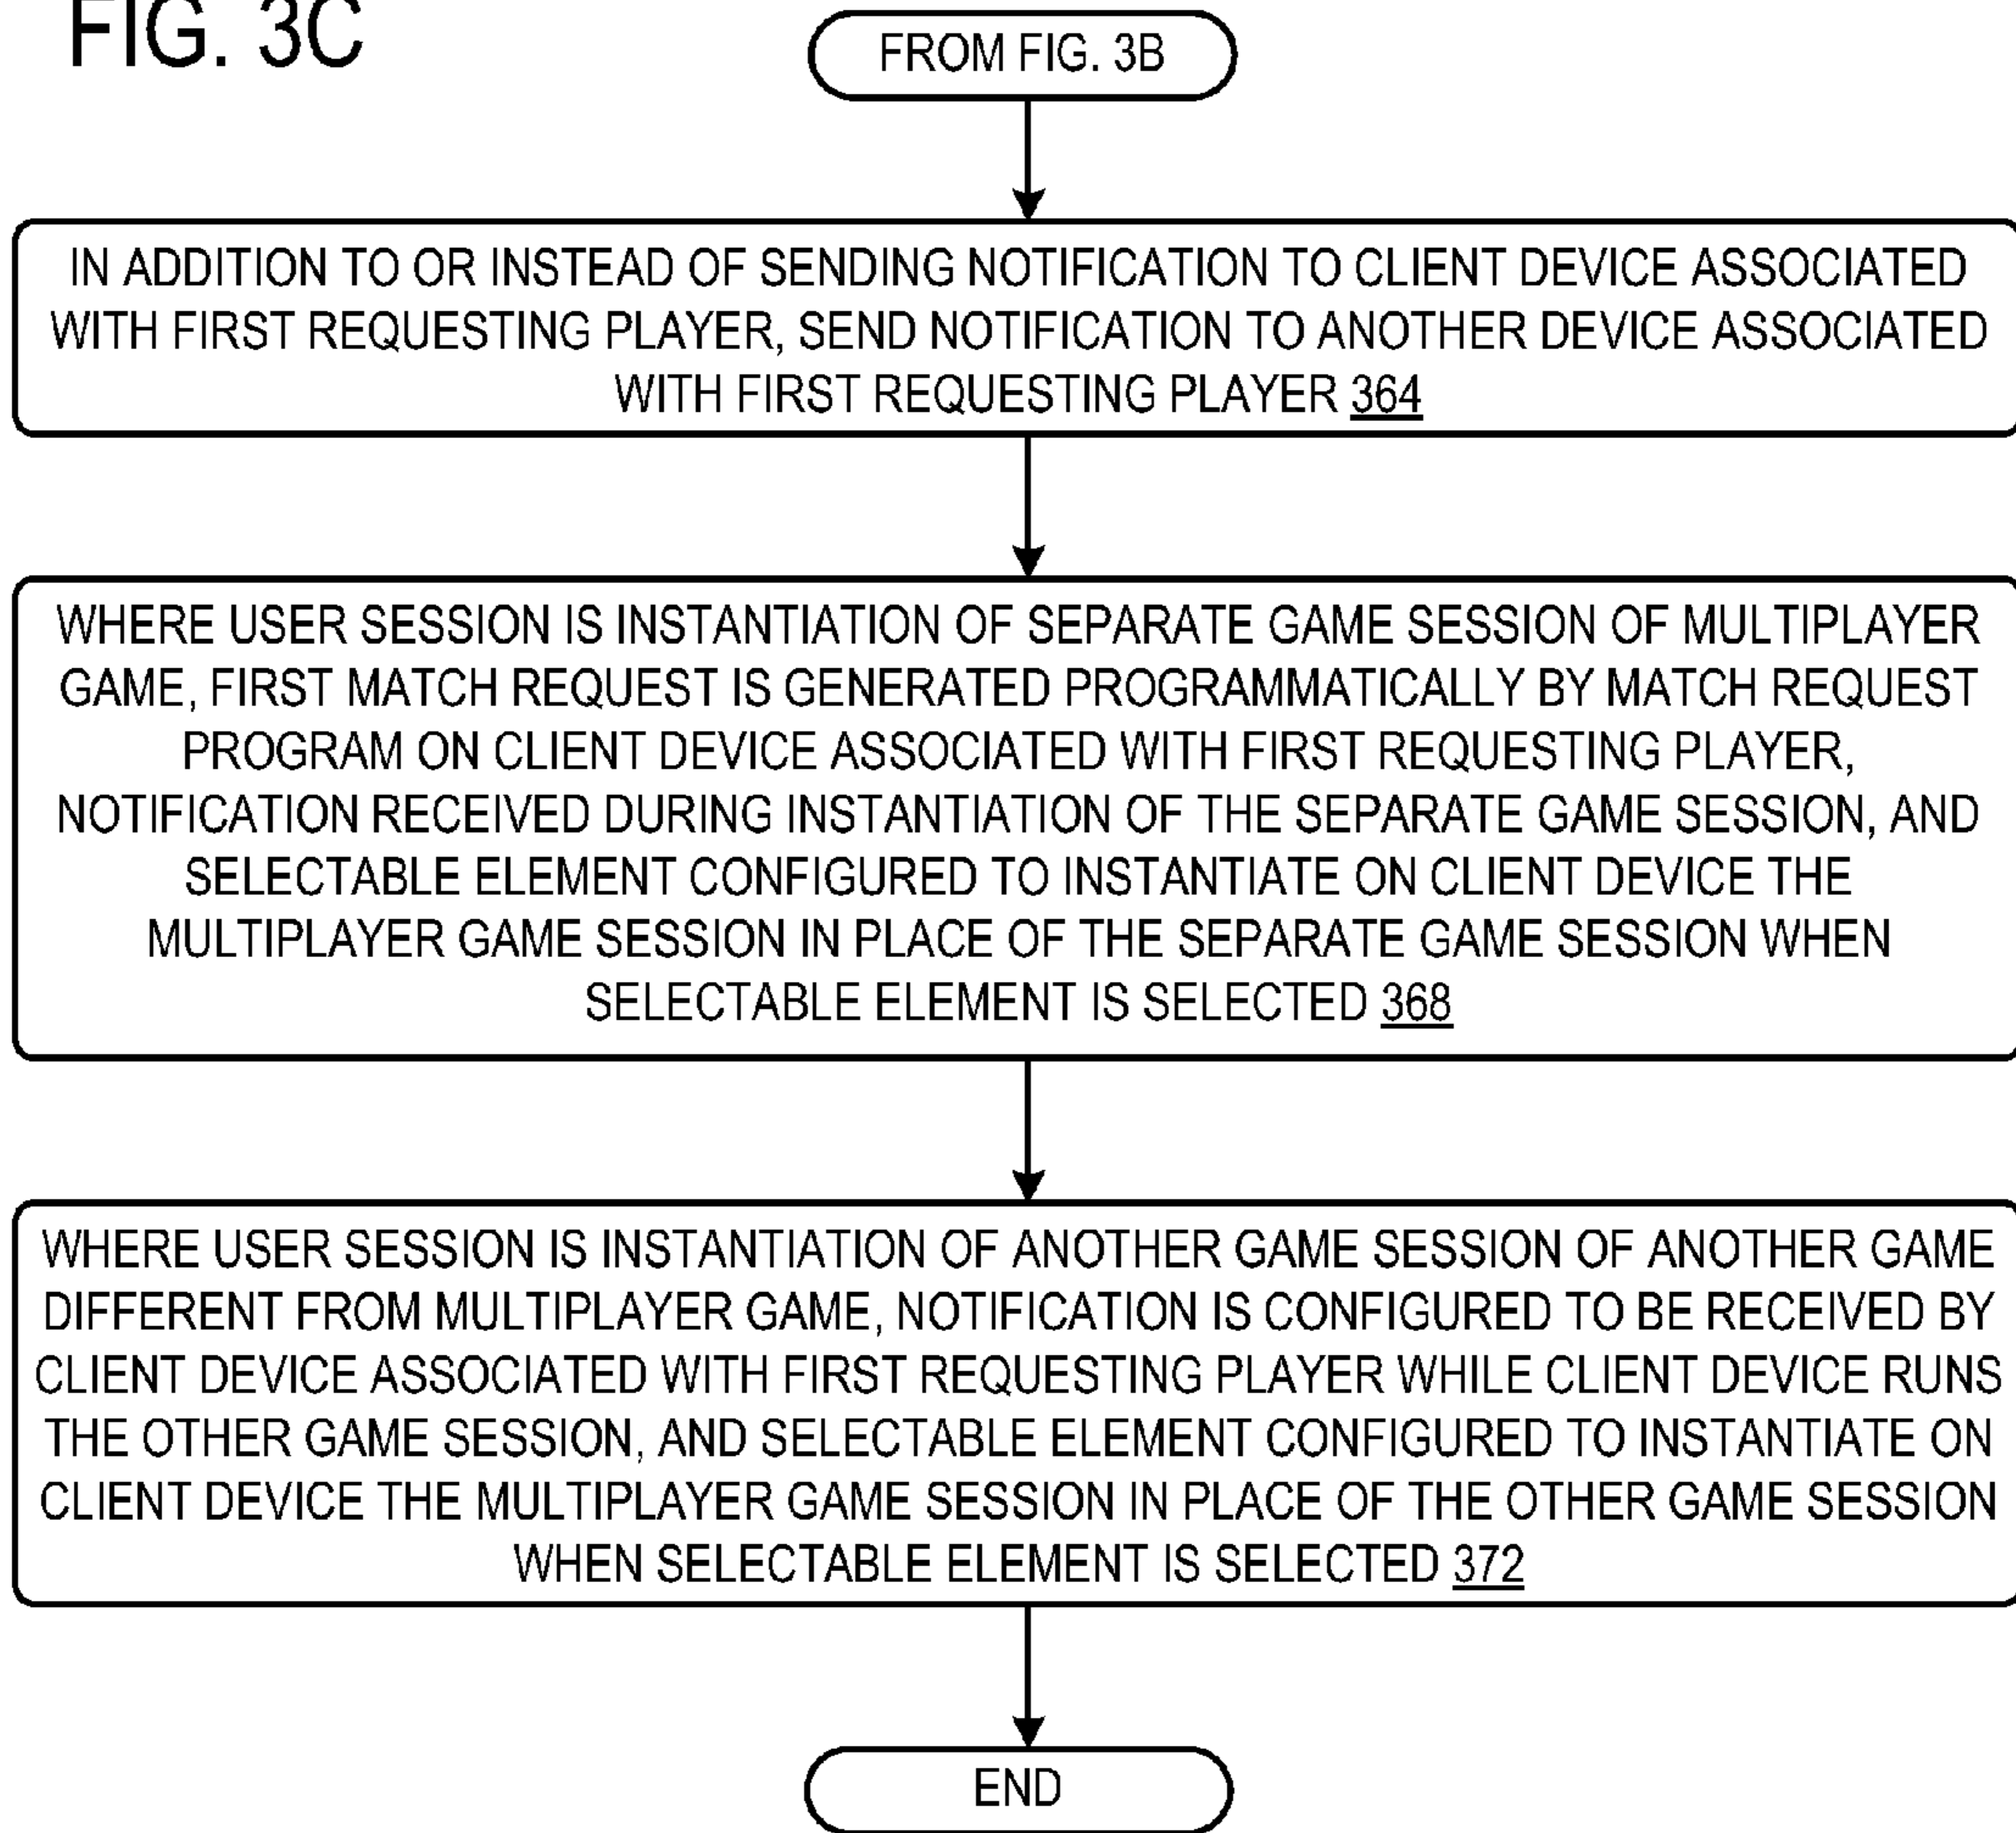 FIG. 3C
FROM FIG. 3B
IN ADDITION TO OR INSTEAD OF SENDING NOTIFICATION TO CLIENT DEVICE ASSOCIATED
WITH FIRST REQUESTING PLAYER, SEND NOTIFICATION TO ANOTHER DEVICE ASSOCIATED
WITH FIRST REQUESTING PLAYER 364
WHERE USER SESSION IS INSTANTIATION OF SEPARATE GAME SESSION OF MULTIPLAYER
GAME, FIRST MATCH REQUEST IS GENERATED PROGRAMMATICALLY BY MATCH REQUEST
PROGRAM ON CLIENT DEVICE ASSOCIATED WITH FIRST REQUESTING PLAYER,
NOTIFICATION RECEIVED DURING INSTANTIATION OF THE SEPARATE GAME SESSION, AND
SELECTABLE ELEMENT CONFIGURED TO INSTANTIATE ON CLIENT DEVICE THE
MULTIPLAYER GAME SESSION IN PLACE OF THE SEPARATE GAME SESSION WHEN
SELECTABLE ELEMENT IS SELECTED 368
WHERE USER SESSION IS INSTANTIATION OF ANOTHER GAME SESSION OF ANOTHER GAME
DIFFERENT FROM MULTIPLAYER GAME, NOTIFICATION IS CONFIGURED TO BE RECEIVED BY
CLIENT DEVICE ASSOCIATED WITH FIRST REQUESTING PLAYER WHILE CLIENT DEVICE RUNS
THE OTHER GAME SESSION, AND SELECTABLE ELEMENT CONFIGURED TO INSTANTIATE ON
CLIENT DEVICE THE MULTIPLAYER GAME SESSION IN PLACE OF THE OTHER GAME SESSION
WHEN SELECTABLE ELEMENT IS SELECTED 372
END